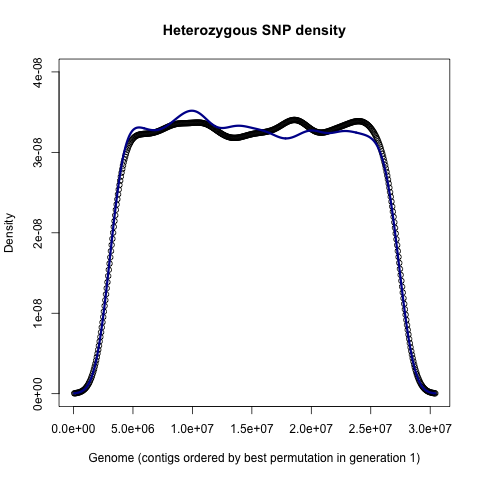 Heterozygous SNP density
4e-08
3e-08
2e-08
1e-08
0e+00
Density
0.0e+00 5.0e+06 1.0e+07 1.5e+07 2.0e+07 2.5e+07 3.0e+07
Genome (contigs ordered by best permutation in generation 1)